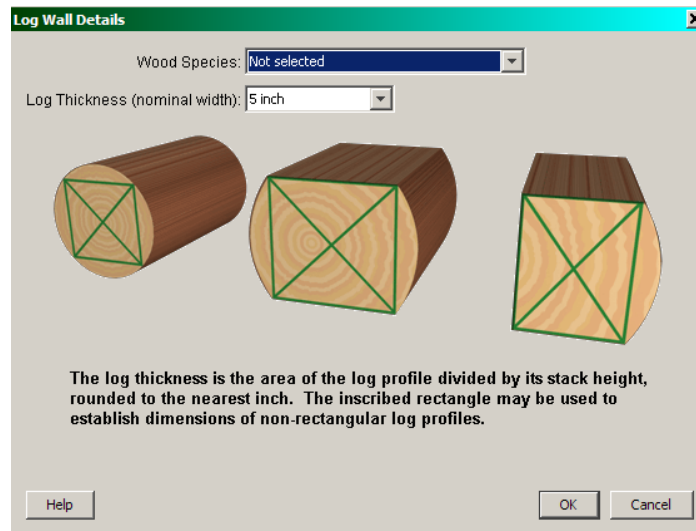 Log Wall Details
Wood Species: Not selected
Log Thickness (nominal width): 5 inch
The log thickness is the area of the log profile divided by its stack height,
rounded to the nearest inch.  The inscribed rectangle may be used to
establish dimensions of non-rectangular log profiles.
Help OK Cancel